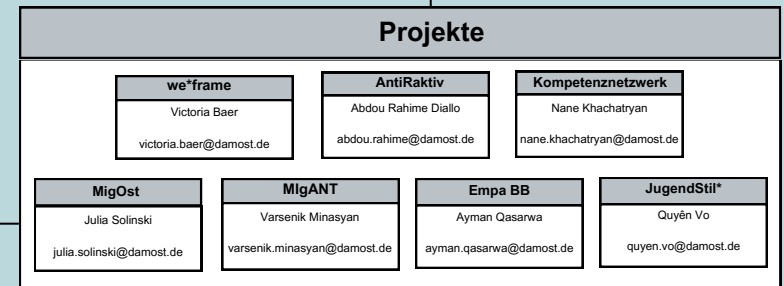 Projekte
we*frame
Victoria Baer
victoria.baer@damost.de
AntiRaktiv
Abdou Rahime Diallo
abdou.rahime@damost.de
Kompetenznetzwerk
Nane Khachatryan
nane.khachatryan@damost.de
MigOst
Julia Solinski
julia.solinski@damost.de
MIgANT
Varsenik Minasyan
varsenik.minasyan@damost.de
Empa BB
Ayman Qasarwa
ayman.qasarwa@damost.de
JugendStil*
Quyên Vo
quyen.vo@damost.de